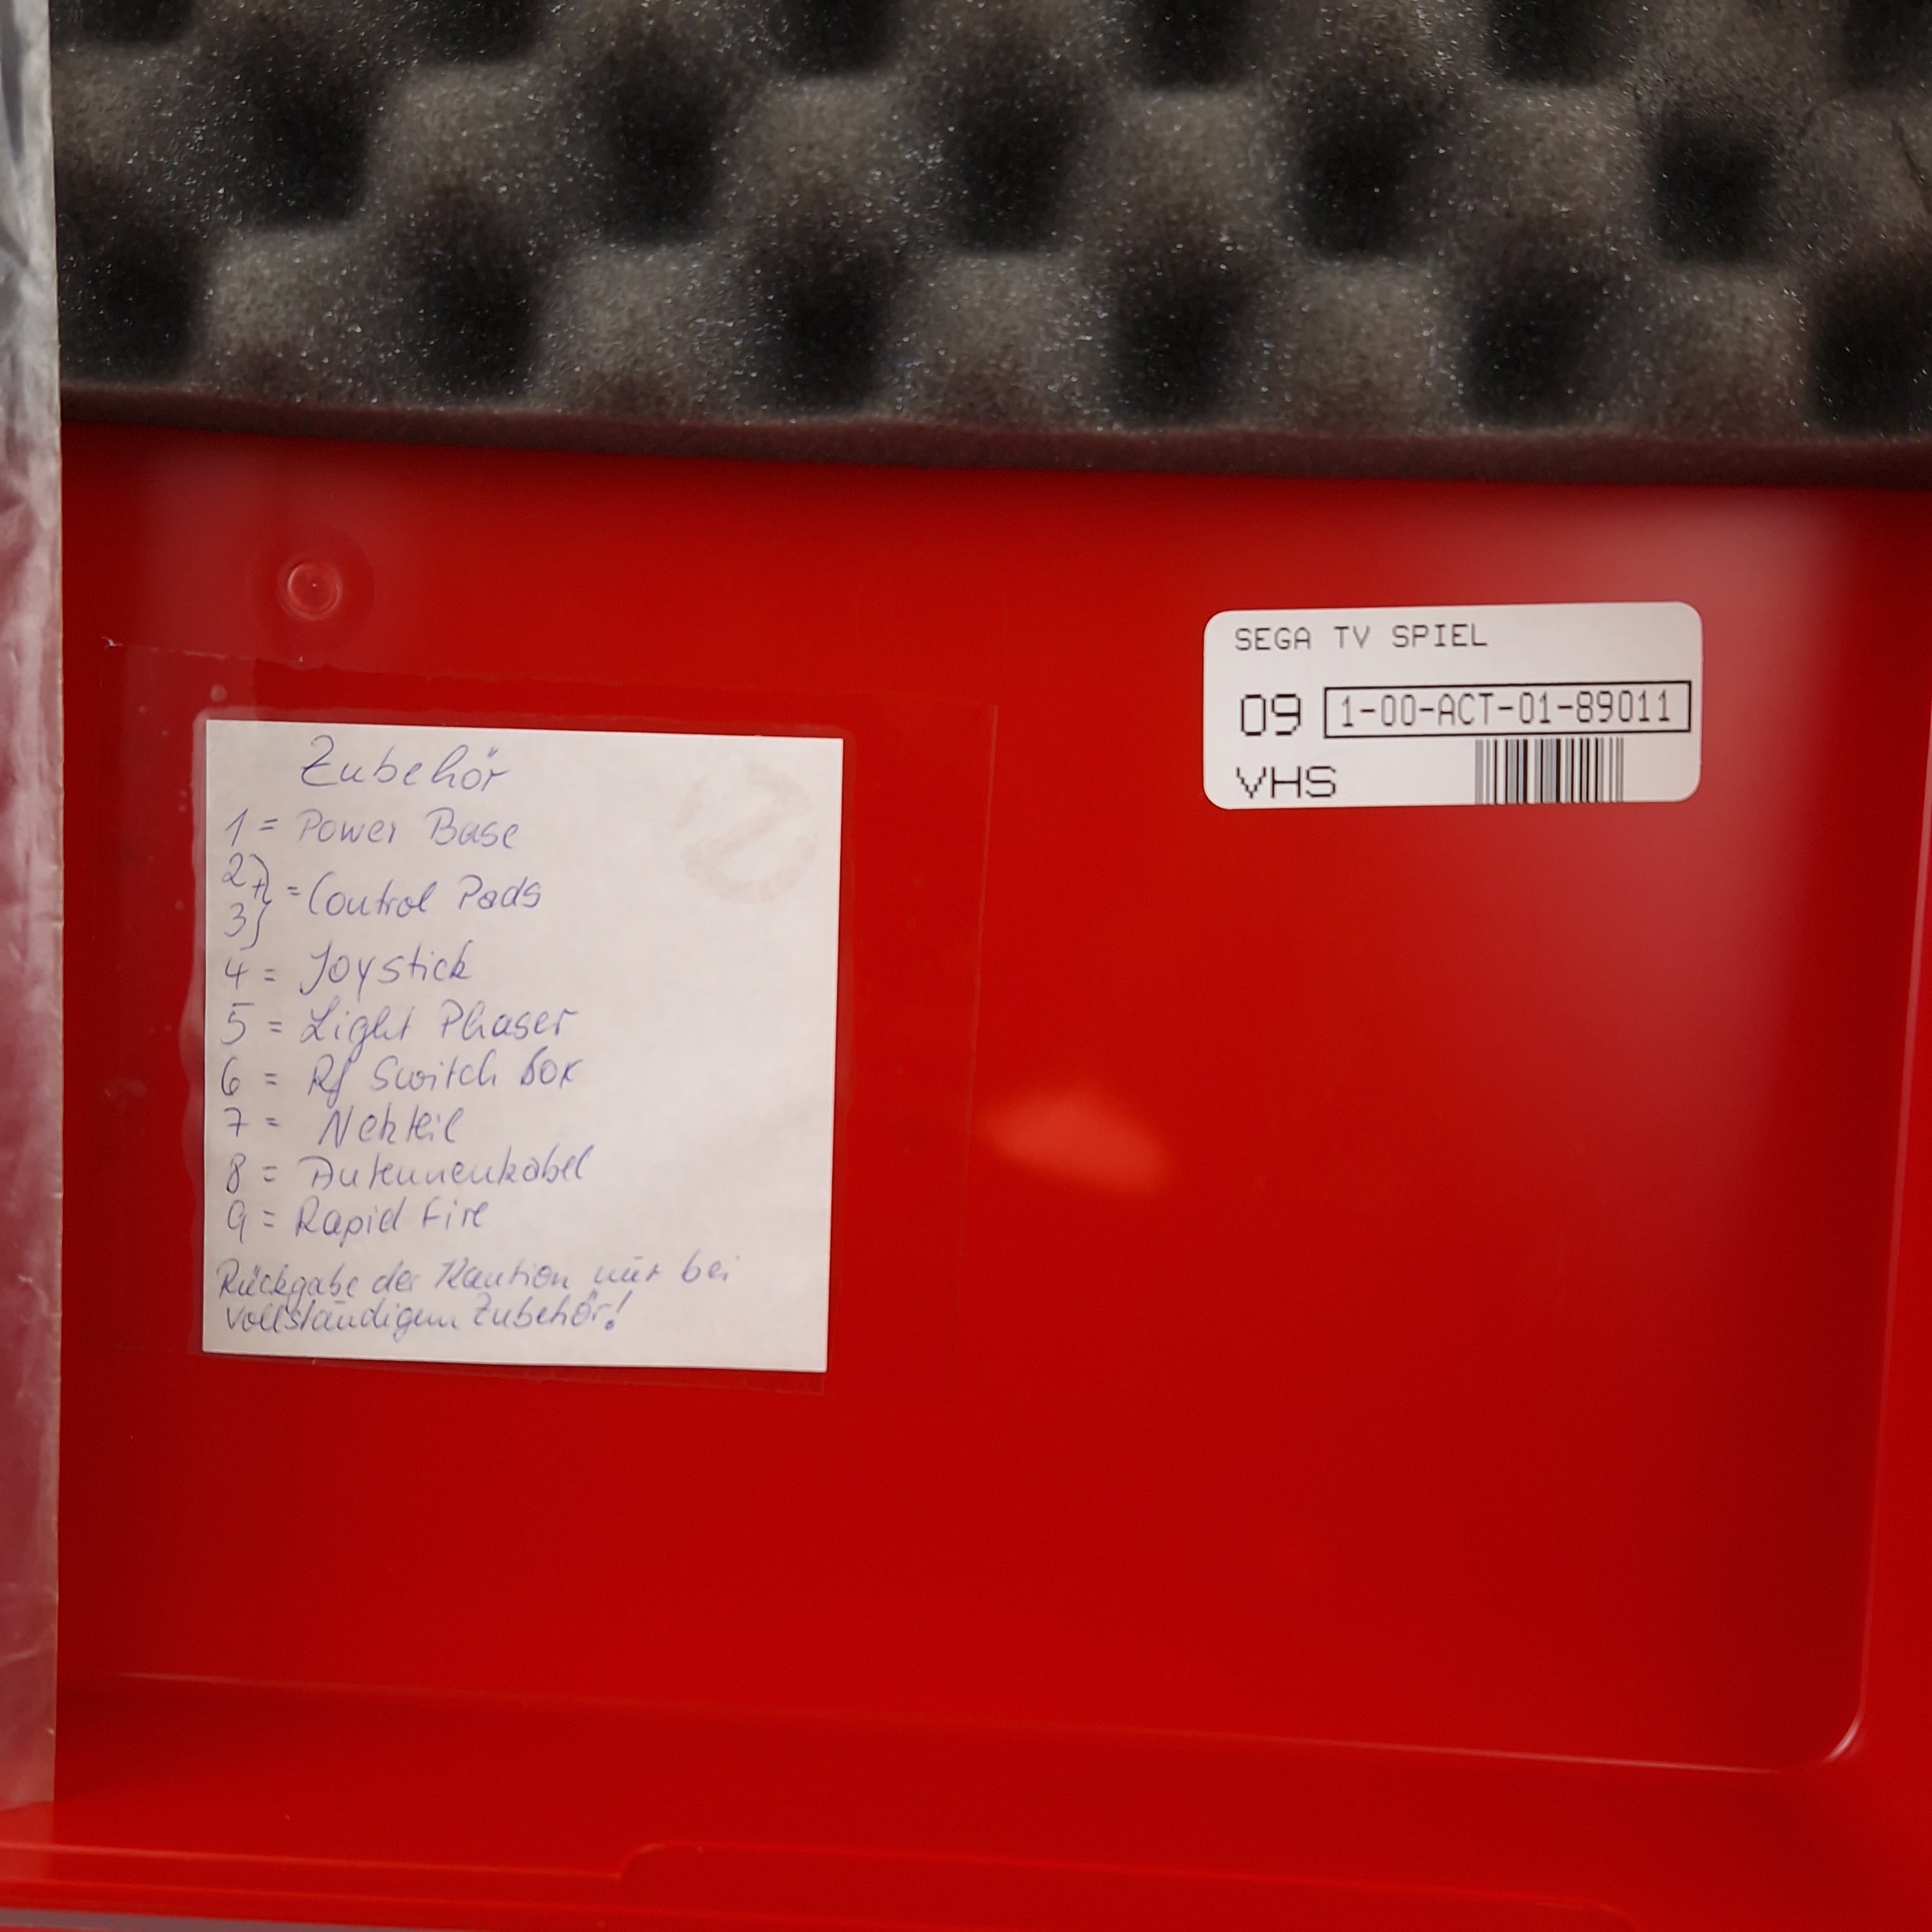 Zubehör
1 = Power Base
2)
+ = Control Pads
3)
4 = Joystick
5 = Light Phaser
6 = Rf Switch Box
7 = Netzteil
8 = Antennenkabel
9 = Rapid Fire
Rückgabe der Kaution nur bei
vollständigem Zubehör!
SEGA TV SPIEL
09 1-00-ACT-01-89011
VHS